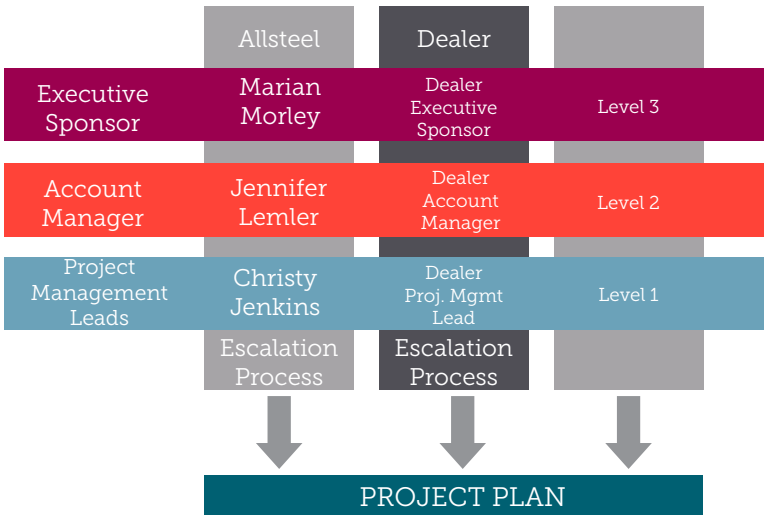 Allsteel
Dealer
Executive
Sponsor
Marian
Morley
Dealer
Executive
Sponsor
Level 3
Account
Manager
Jennifer
Lemler
Dealer
Account
Manager
Level 2
Project
Management
Leads
Christy
Jenkins
Dealer
Proj. Mgmt
Lead
Level 1
Escalation
Process
Escalation
Process
PROJECT PLAN